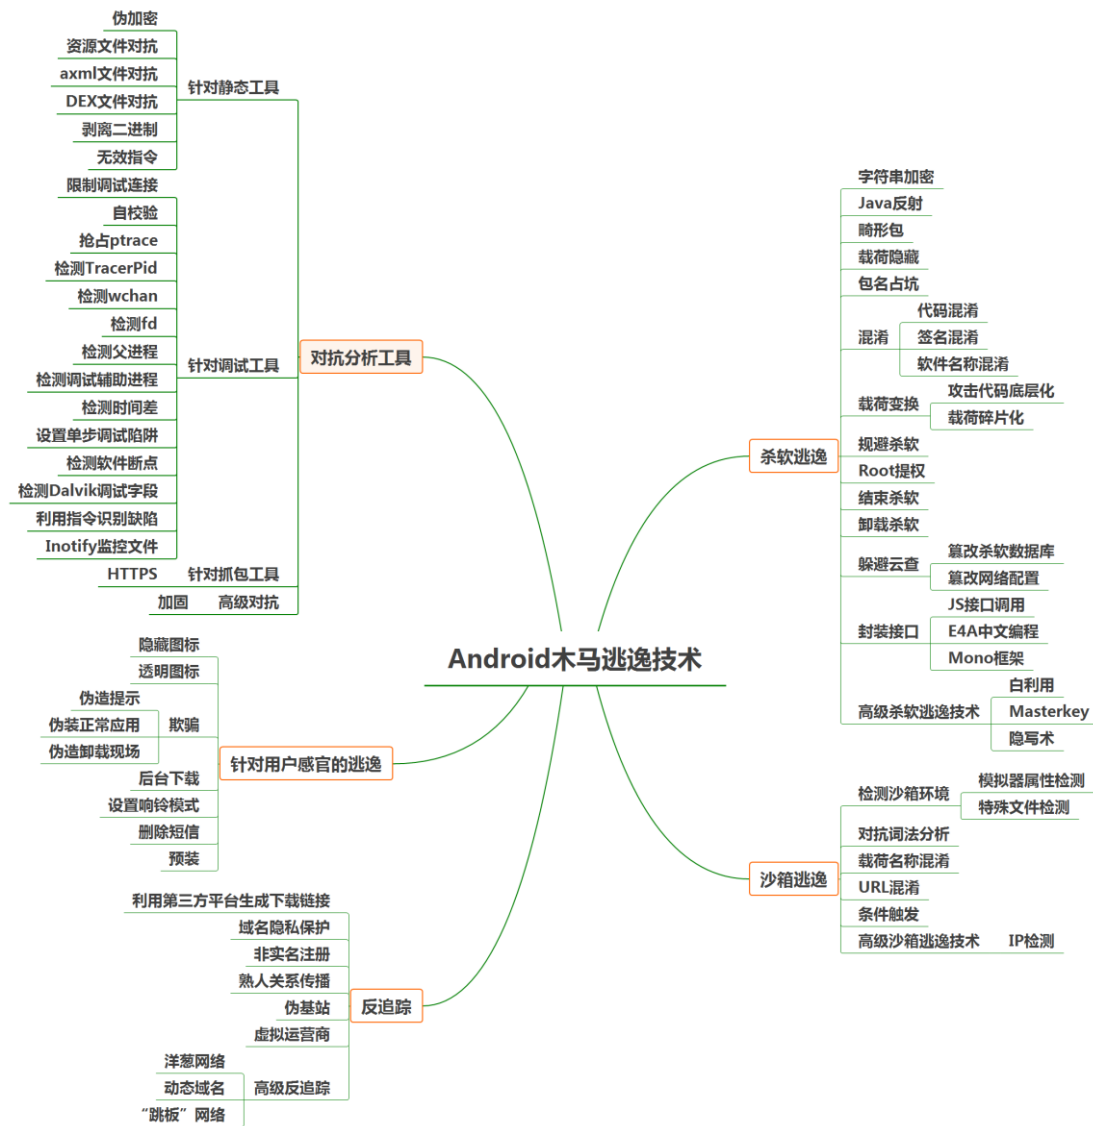 Android木马逃逸技术
对抗分析工具
针对静态工具
伪加密
资源文件对抗
axml文件对抗
DEX文件对抗
剥离二进制
无效指令
针对调试工具
限制调试连接
自校验
抢占ptrace
检测TracerPid
检测wchan
检测fd
检测父进程
检测调试辅助进程
检测时间差
设置单步调试陷阱
检测软件断点
检测Dalvik调试字段
利用指令识别缺陷
Inotify监控文件
针对抓包工具
HTTPS
高级对抗
加固
针对用户感官的逃逸
隐藏图标
透明图标
欺骗
伪造提示
伪装正常应用
伪造卸载现场
后台下载
设置响铃模式
删除短信
预装
反追踪
利用第三方平台生成下载链接
域名隐私保护
非实名注册
熟人关系传播
伪基站
虚拟运营商
高级反追踪
洋葱网络
动态域名
“跳板”网络
杀软逃逸
字符串加密
Java反射
畸形包
载荷隐藏
包名占坑
混淆
代码混淆
签名混淆
软件名称混淆
载荷变换
攻击代码底层化
载荷碎片化
规避杀软
Root提权
结束杀软
卸载杀软
躲避云查
篡改杀软数据库
篡改网络配置
封装接口
JS接口调用
E4A中文编程
Mono框架
高级杀软逃逸技术
白利用
Masterkey
隐写术
沙箱逃逸
检测沙箱环境
模拟器属性检测
特殊文件检测
对抗词法分析
载荷名称混淆
URL混淆
条件触发
高级沙箱逃逸技术
IP检测